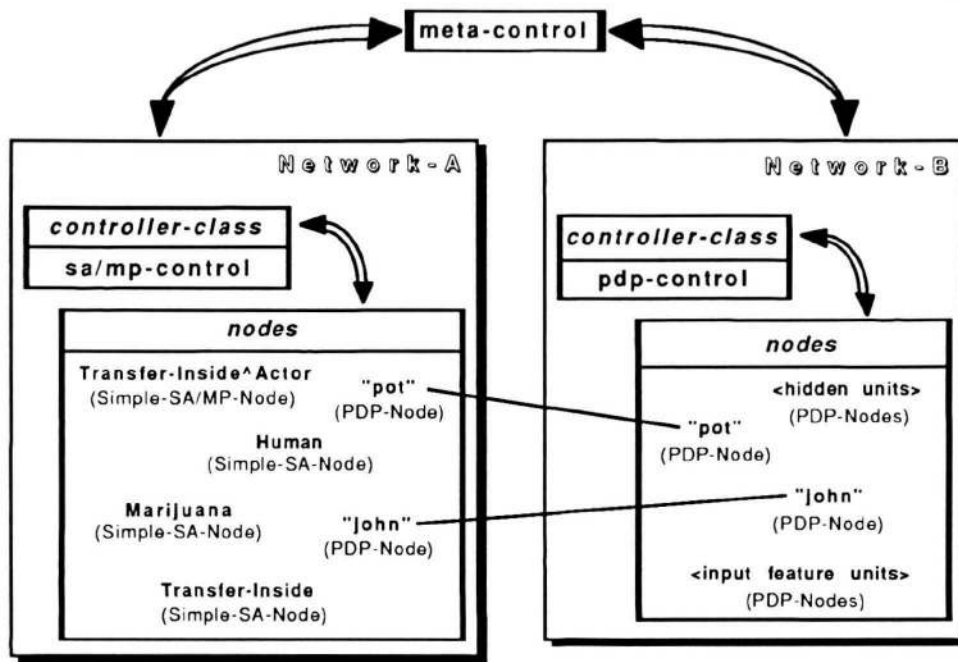 meta-control
Network-A
controller-class
sa/mp-control
nodes
Transfer-Inside^Actor
(Simple-SA/MP-Node)
"pot"
(PDP-Node)
Human
(Simple-SA-Node)
Marijuana
(Simple-SA-Node)
"john"
(PDP-Node)
Transfer-Inside
(Simple-SA-Node)
Network-B
controller-class
pdp-control
nodes
<hidden units>
(PDP-Nodes)
"pot"
(PDP-Node)
"john"
(PDP-Node)
<input feature units>
(PDP-Nodes)